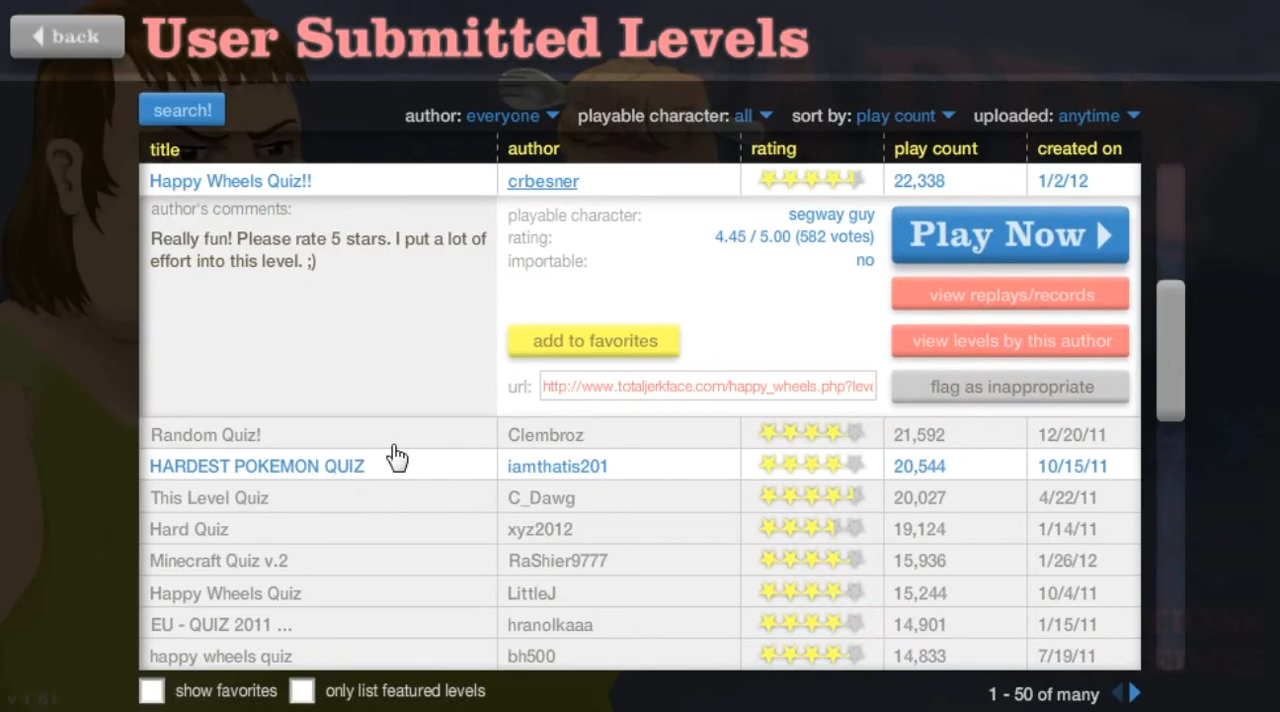 back
User Submitted Levels
search!
author: everyone playable character: all sort by: play count uploaded: anytime
title author rating play count created on
Happy Wheels Quiz!! crbesner 22,338 1/2/12
author's comments:
Really fun! Please rate 5 stars. I put a lot of
effort into this level. ;)
playable character: segway guy
rating: 4.45 / 5.00 (582 votes)
importable: no
Play Now
view replays/records
add to favorites
view levels by this author
url: http://www.totaljerkface.com/happy_wheels.php?leve
flag as inappropriate
Random Quiz! Clembroz 21,592 12/20/11
HARDEST POKEMON QUIZ iamthatis201 20,544 10/15/11
This Level Quiz C_Dawg 20,027 4/22/11
Hard Quiz xyz2012 19,124 1/14/11
Minecraft Quiz v.2 RaShier9777 15,936 1/26/12
Happy Wheels Quiz LittleJ 15,244 10/4/11
EU - QUIZ 2011 ... hranolkaaa 14,901 1/15/11
happy wheels quiz bh500 14,833 7/19/11
show favorites only list featured levels 1 - 50 of many